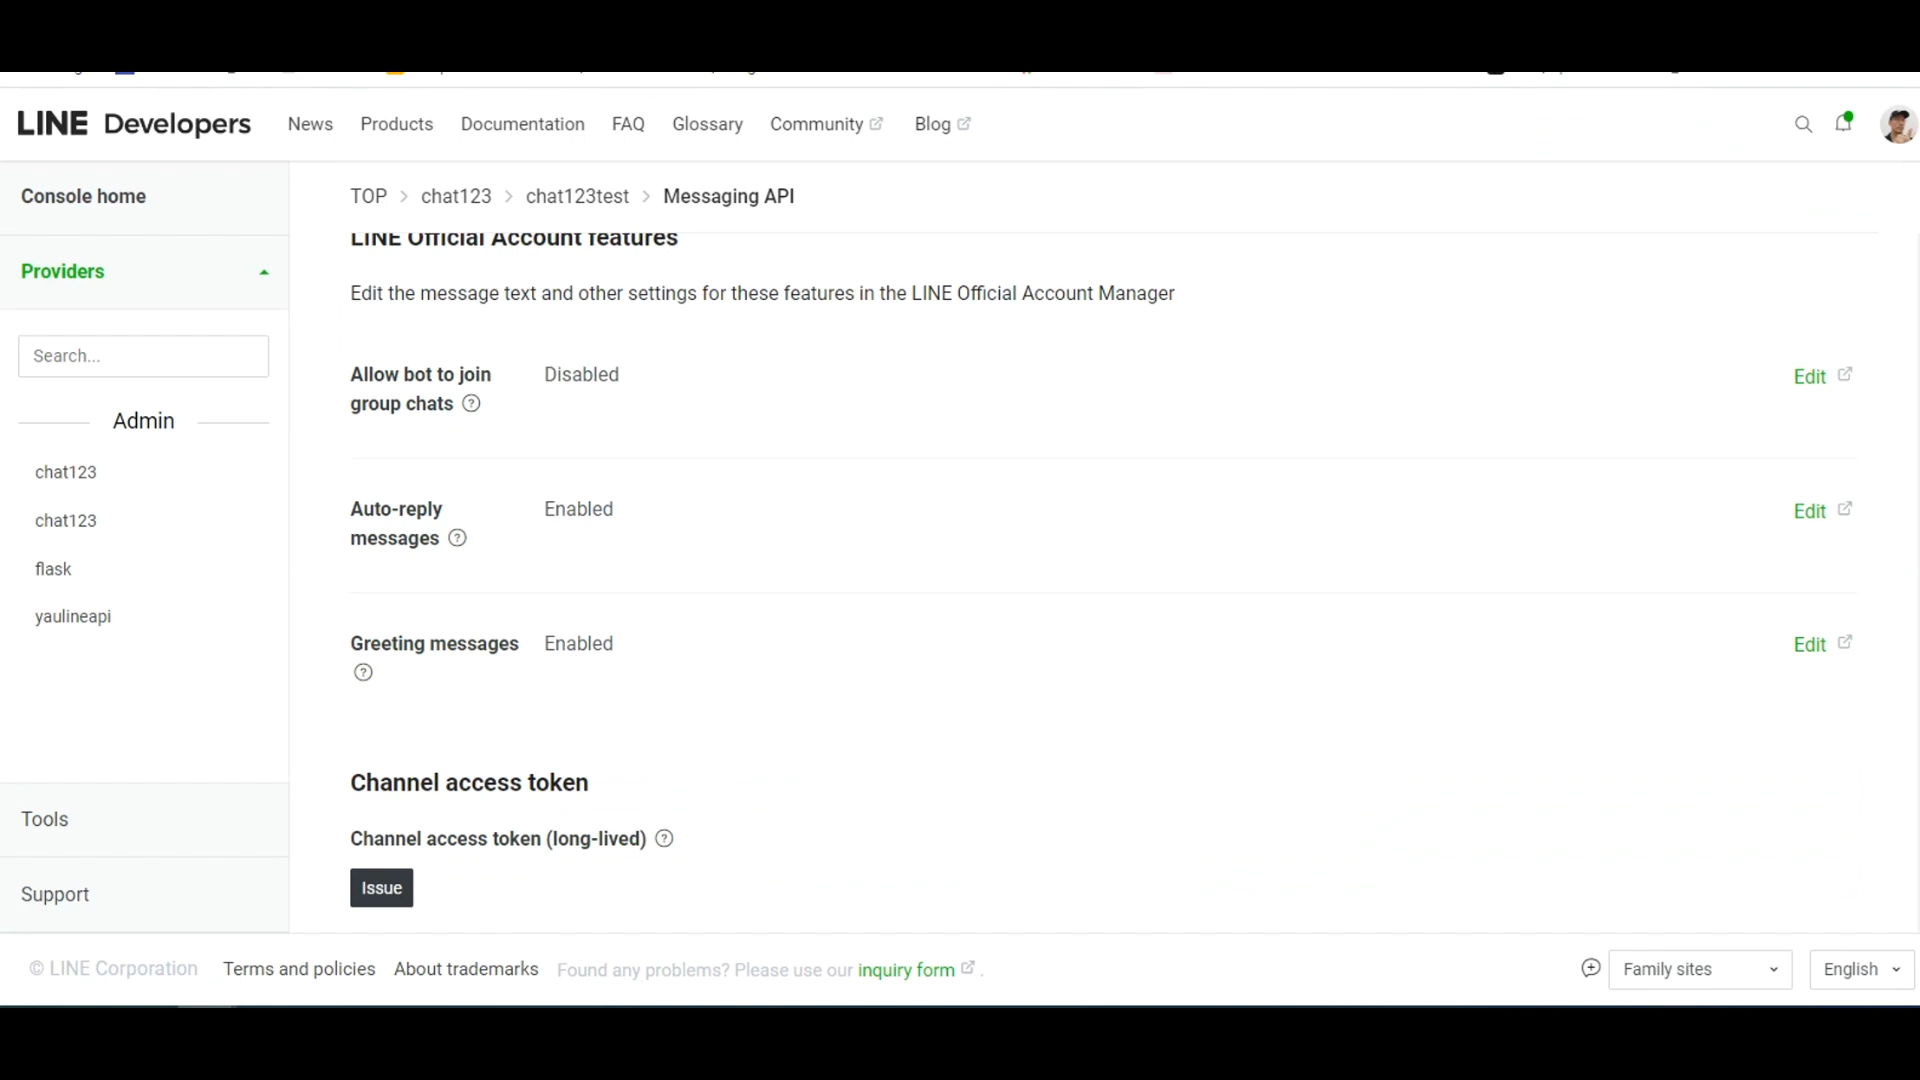 LINE Developers News Products Documentation FAQ Glossary Community Blog
Console home
Providers
Search...
Admin
chat123
chat123
flask
yaulineapi
Tools
Support
TOP > chat123 > chat123test > Messaging API
LINE Official Account features
Edit the message text and other settings for these features in the LINE Official Account Manager
Allow bot to join Disabled Edit
group chats ?
Auto-reply Enabled Edit
messages ?
Greeting messages Enabled Edit
?
Channel access token
Channel access token (long-lived) ?
Issue
© LINE Corporation Terms and policies About trademarks Found any problems? Please use our inquiry form . Family sites English